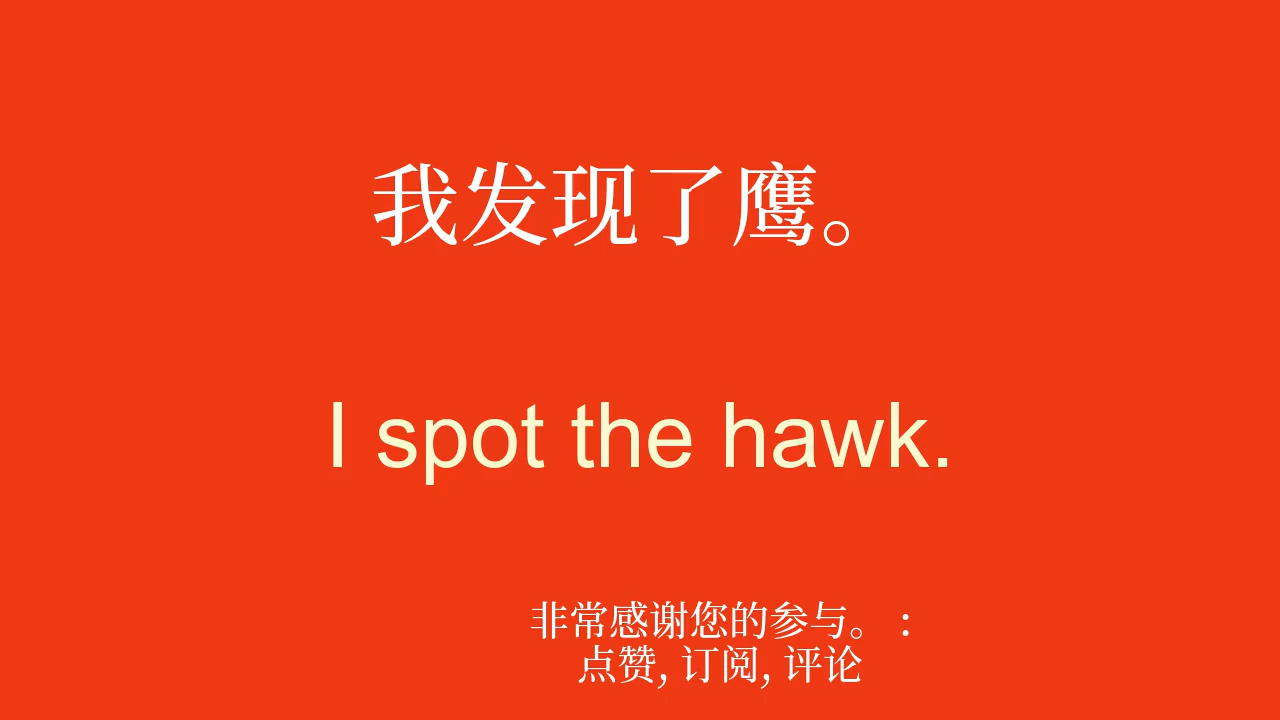 我发现了鹰。
I spot the hawk.
非常感谢您的参与。 :
点赞, 订阅, 评论